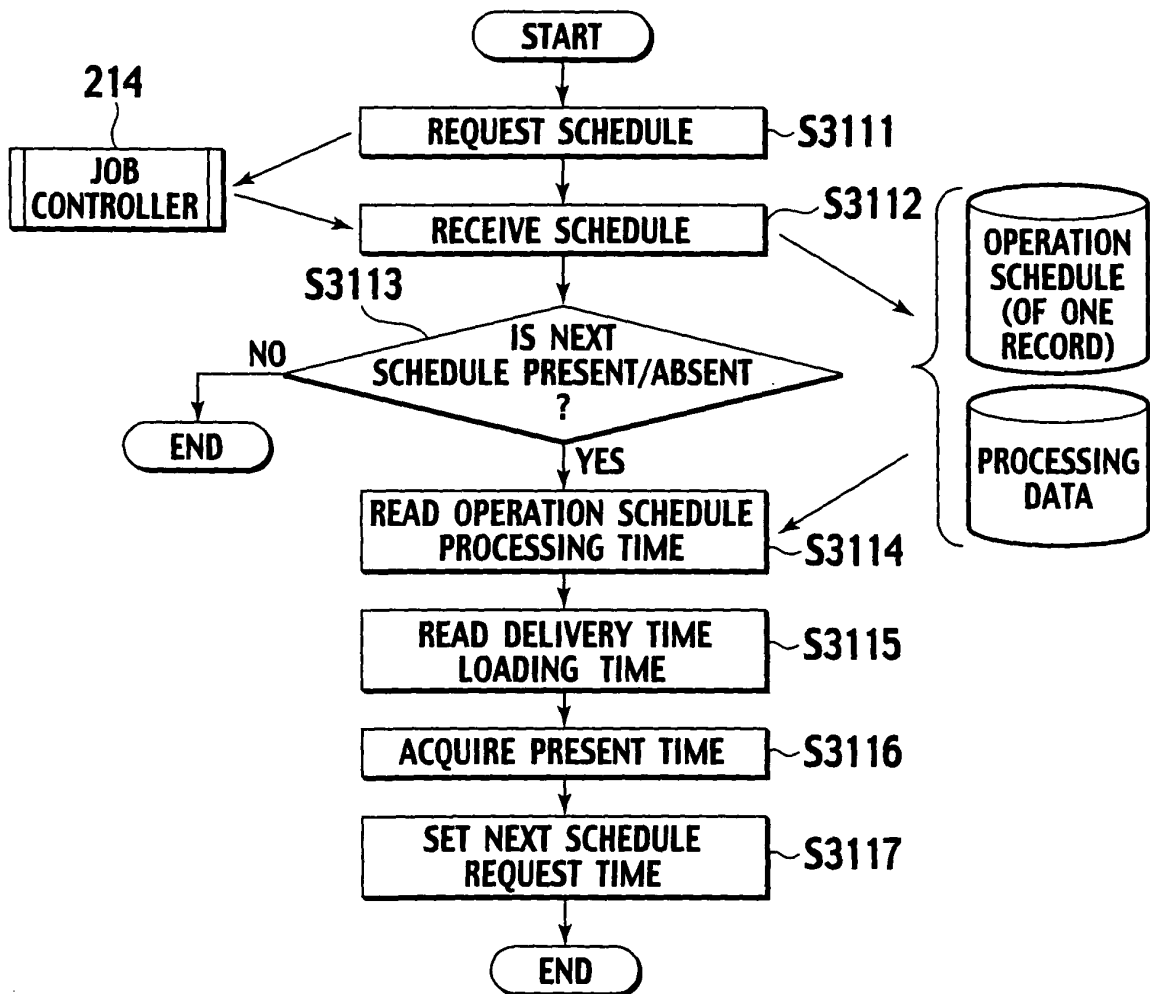 START
214
REQUEST SCHEDULE
S3111
JOB
CONTROLLER
RECEIVE SCHEDULE
S3112
OPERATION
SCHEDULE
(OF ONE
RECORD)
S3113
IS NEXT
SCHEDULE PRESENT/ABSENT
?
NO
END
YES
PROCESSING
DATA
READ OPERATION SCHEDULE
PROCESSING TIME
S3114
READ DELIVERY TIME
LOADING TIME
S3115
ACQUIRE PRESENT TIME
S3116
SET NEXT SCHEDULE
REQUEST TIME
S3117
END